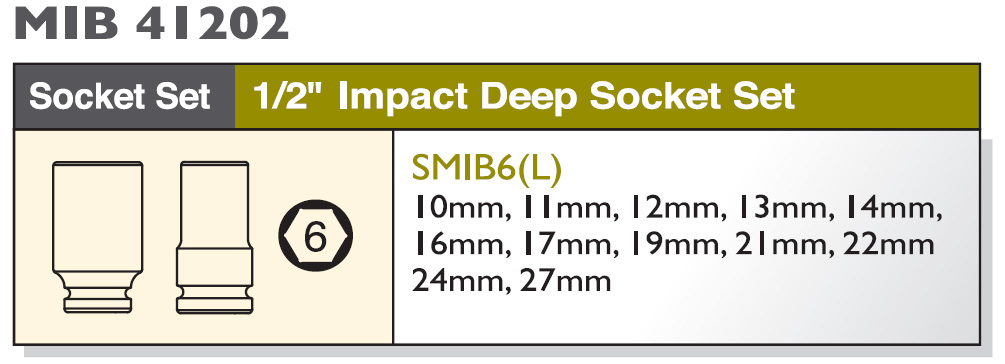 MIB 41202
Socket Set
1/2" Impact Deep Socket Set
SMIB6(L)
10mm, 11mm, 12mm, 13mm, 14mm,
16mm, 17mm, 19mm, 21mm, 22mm
24mm, 27mm
6